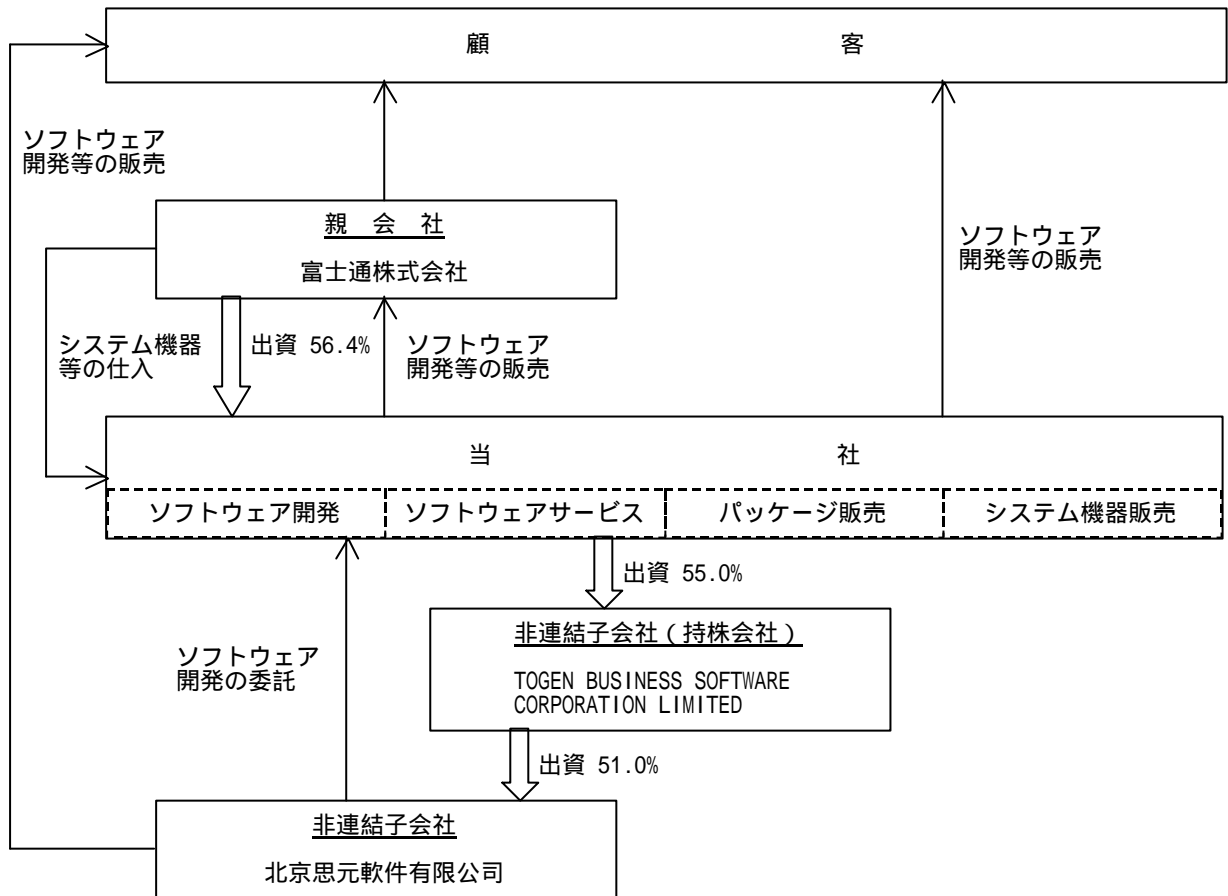 顧 客
ソフトウェア
開発等の販売
親 会 社
富士通株式会社
ソフトウェア
開発等の販売
システム機器
等の仕入
出資 56.4%
ソフトウェア
開発等の販売
当 社
ソフトウェア開発
ソフトウェアサービス
パッケージ販売
システム機器販売
出資 55.0%
非連結子会社(持株会社)
TOGEN BUSINESS SOFTWARE
CORPORATION LIMITED
ソフトウェア
開発の委託
出資 51.0%
非連結子会社
北京思元軟件有限公司